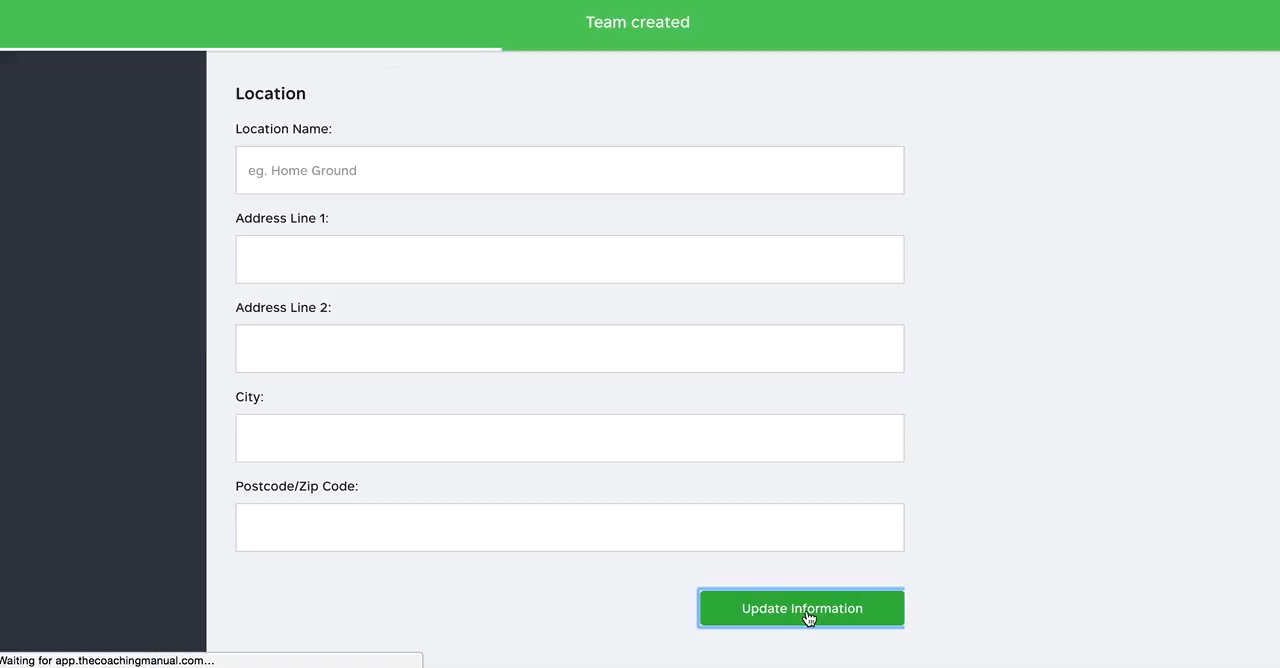 Team created
Location
Location Name:
eg. Home Ground
Address Line 1:
Address Line 2:
City:
Postcode/Zip Code:
Update Information
Waiting for app.thecoachingmanual.com...